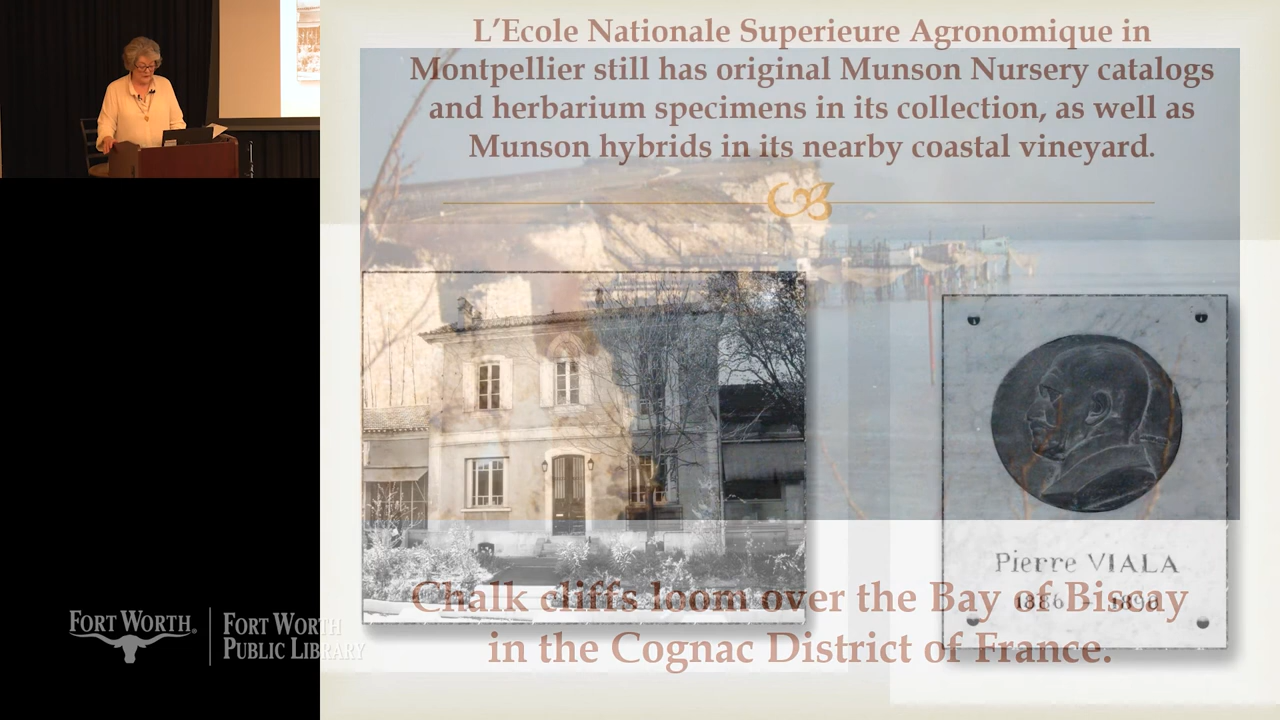 L’Ecole Nationale Superieure Agronomique in
Montpellier still has original Munson Nursery catalogs
and herbarium specimens in its collection, as well as
Munson hybrids in its nearby coastal vineyard.
Pierre VIALA
1886 - 1890
Chalk cliffs loom over the Bay of Biscay
in the Cognac District of France.
FORT WORTH®
FORT WORTH
PUBLIC LIBRARY